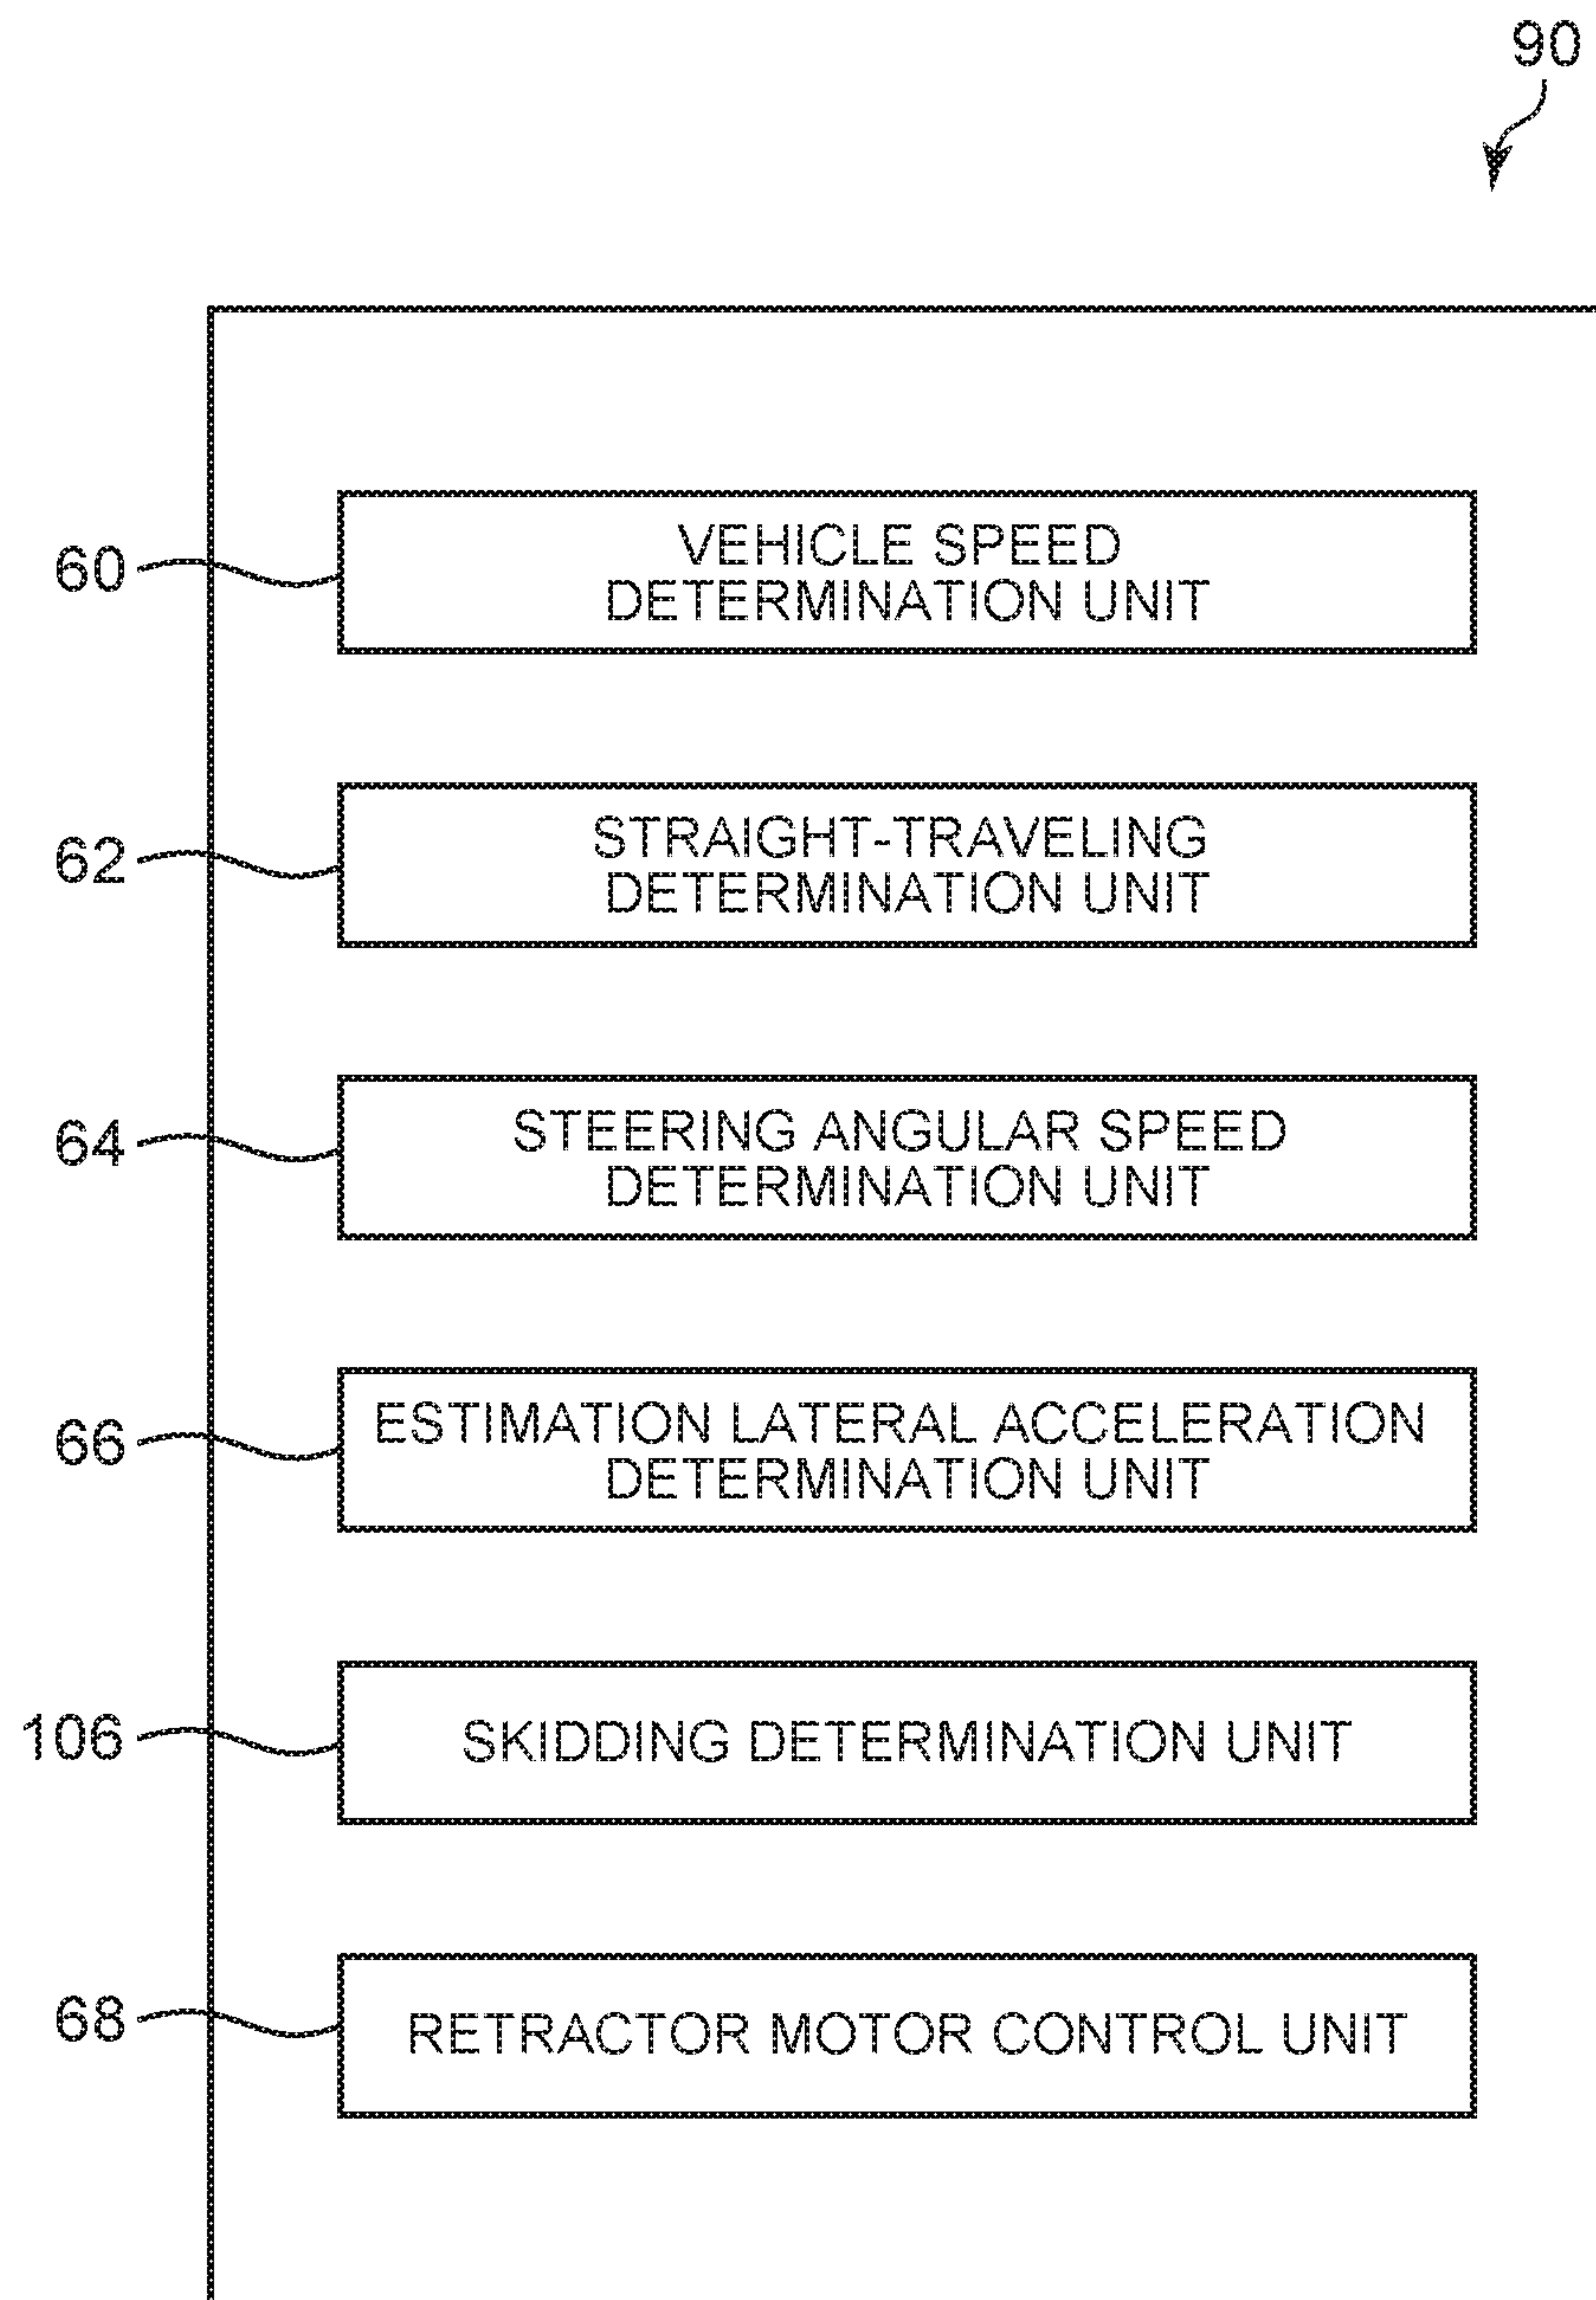 90
60
VEHICLE SPEED
DETERMINATION UNIT
62
STRAIGHT-TRAVELING
DETERMINATION UNIT
64
STEERING ANGULAR SPEED
DETERMINATION UNIT
66
ESTIMATION LATERAL ACCELERATION
DETERMINATION UNIT
106
SKIDDING DETERMINATION UNIT
68
RETRACTOR MOTOR CONTROL UNIT